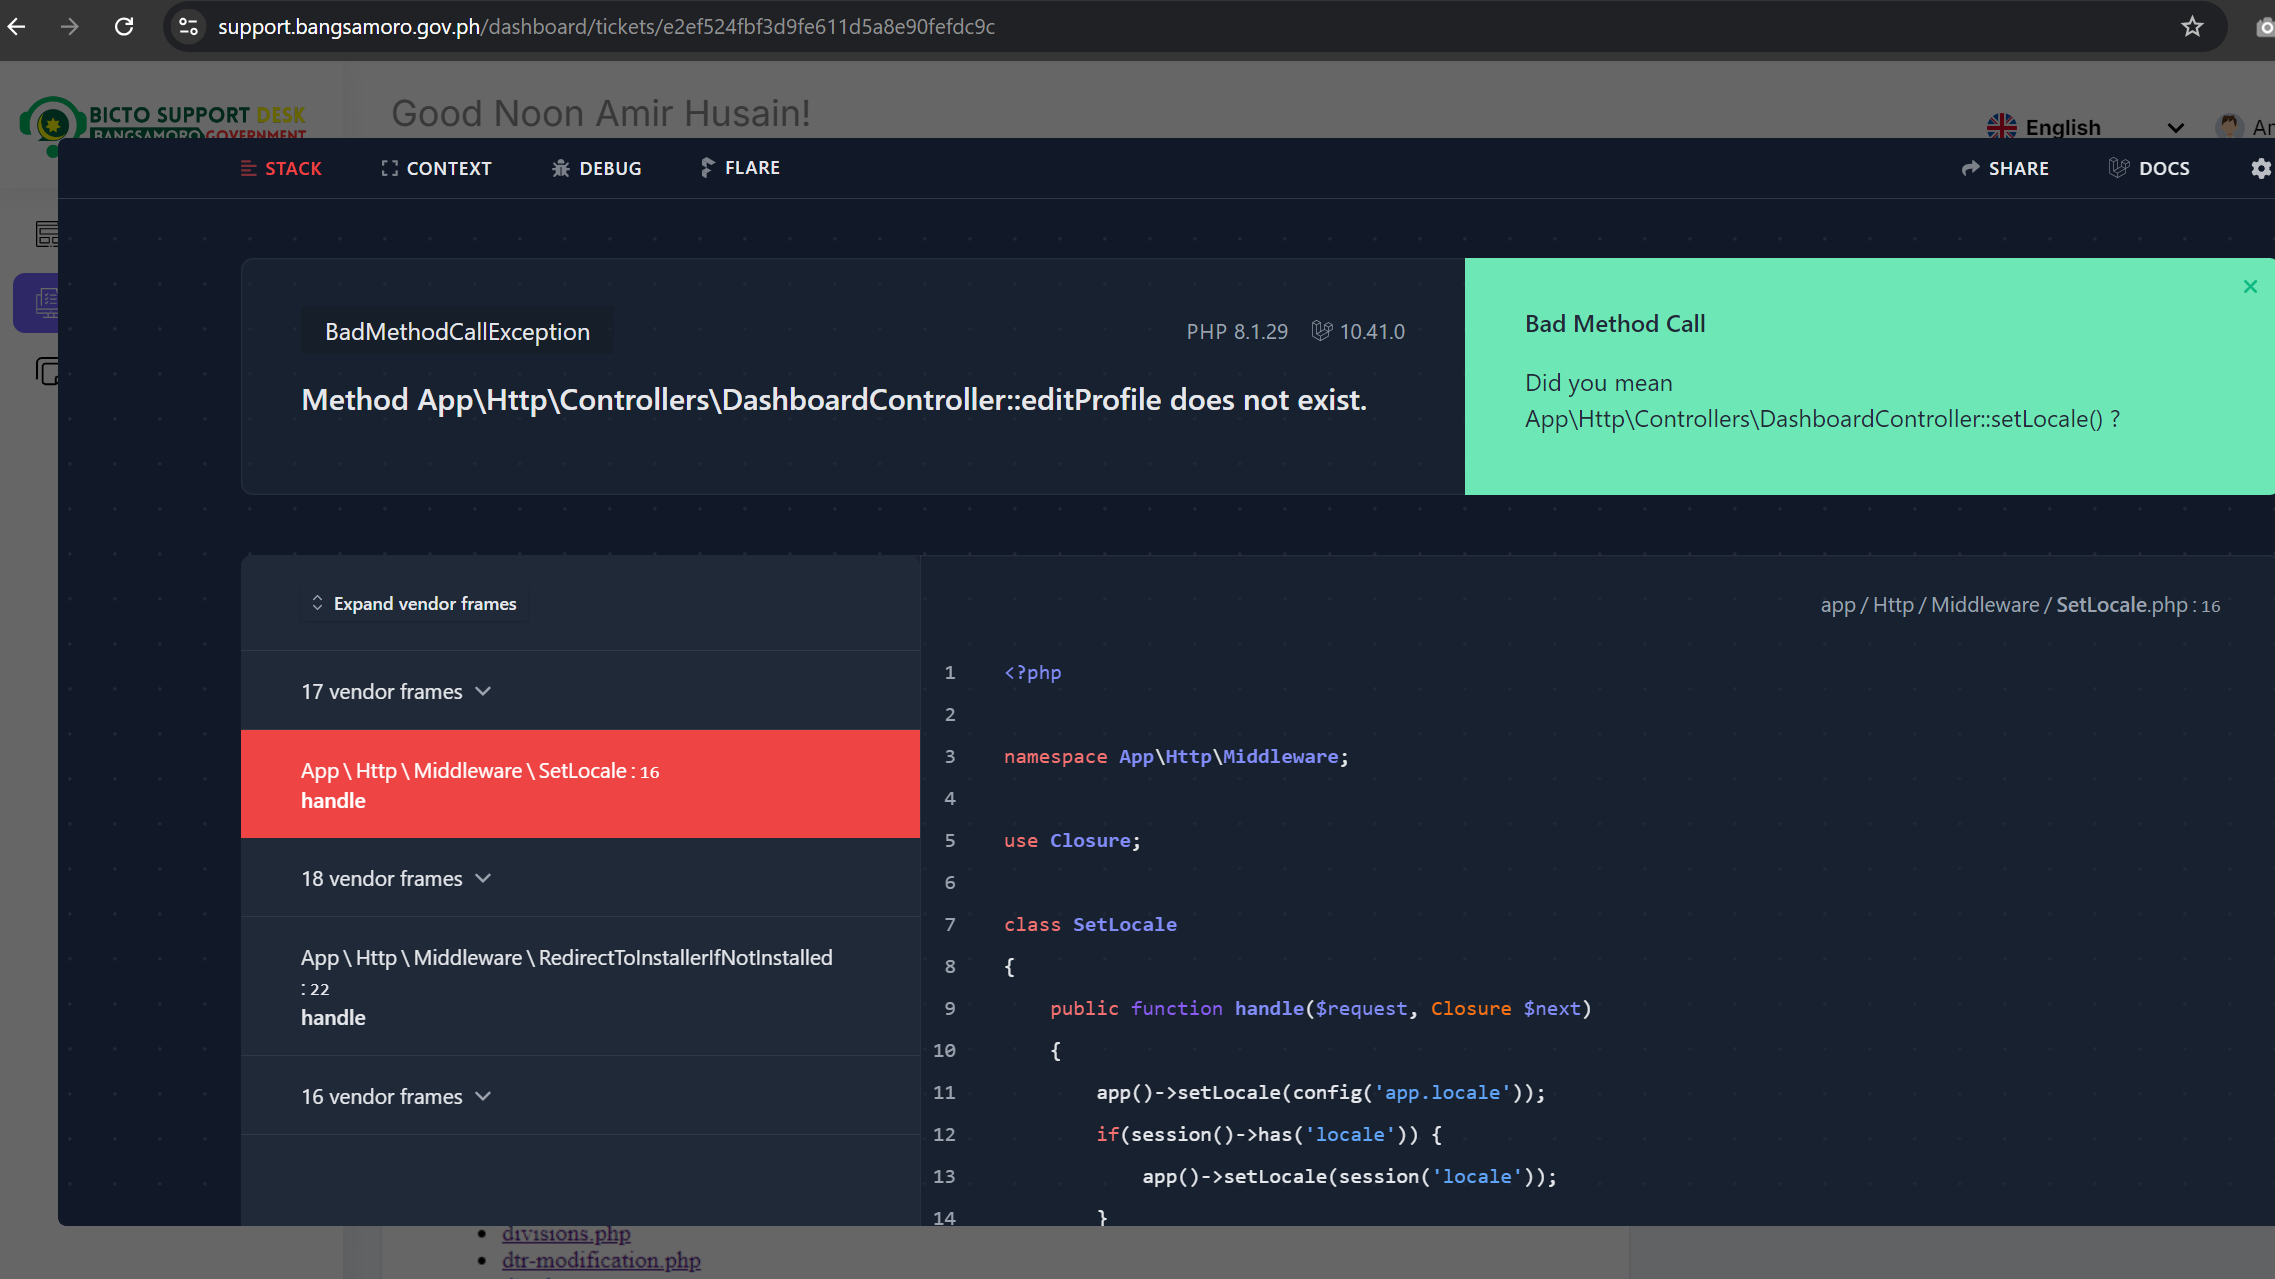 support.bangsamoro.gov.ph/dashboard/tickets/e2ef524fbf3d9fe611d5a8e90fefdc9c
BICTO SUPPORT DESK
BANGSAMORO GOVERNMENT
Good Noon Amir Husain!
English
STACK
CONTEXT
DEBUG
FLARE
SHARE
DOCS
BadMethodCallException
PHP 8.1.29
10.41.0
Method App\Http\Controllers\DashboardController::editProfile does not exist.
Bad Method Call
Did you mean
App\Http\Controllers\DashboardController::setLocale() ?
Expand vendor frames
17 vendor frames
App \ Http \ Middleware \ SetLocale : 16
handle
18 vendor frames
App \ Http \ Middleware \ RedirectToInstallerIfNotInstalled
: 22
handle
16 vendor frames
app / Http / Middleware / SetLocale.php : 16
1 <?php
2
3 namespace App\Http\Middleware;
4
5 use Closure;
6
7 class SetLocale
8 {
9 public function handle($request, Closure $next)
10 {
11 app()->setLocale(config('app.locale'));
12 if(session()->has('locale')) {
13 app()->setLocale(session('locale'));
14 }
divisions.php
dtr-modification.php